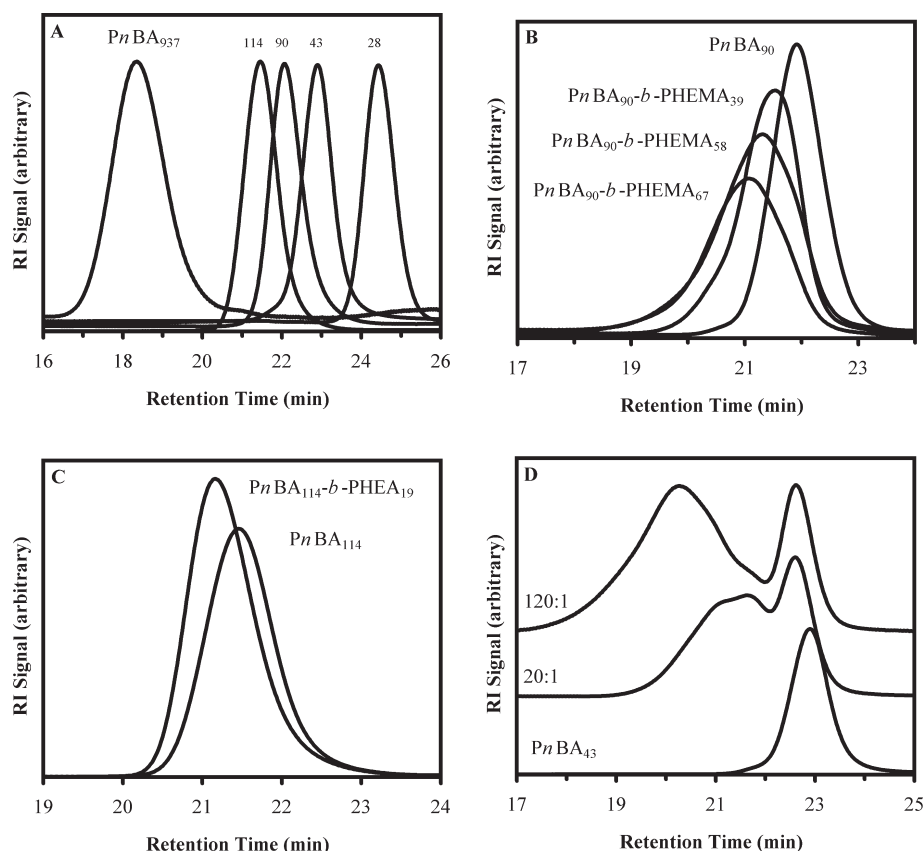 A
PnBA937
114 90 43 28
RI Signal (arbitrary)
16 18 20 22 24 26
Retention Time (min)
B
PnBA90
PnBA90-b-PHEMA39
PnBA90-b-PHEMA58
PnBA90-b-PHEMA67
RI Signal (arbitrary)
17 19 21 23
Retention Time (min)
C
PnBA114-b-PHEA19
PnBA114
RI Signal (arbitrary)
19 20 21 22 23 24
Retention Time (min)
D
120:1
20:1
PnBA43
RI Signal (arbitrary)
17 19 21 23 25
Retention Time (min)